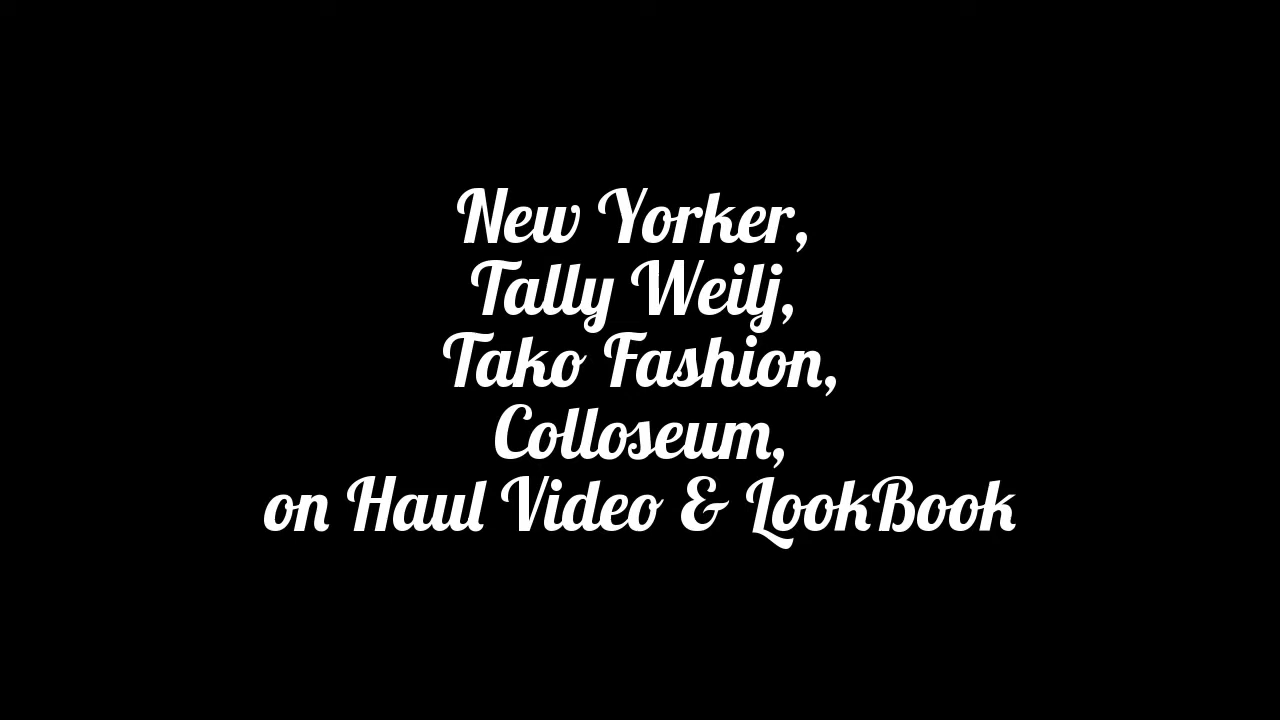 New Yorker,
Tally Weilj,
Tako Fashion,
Colloseum,
on Haul Video & LookBook